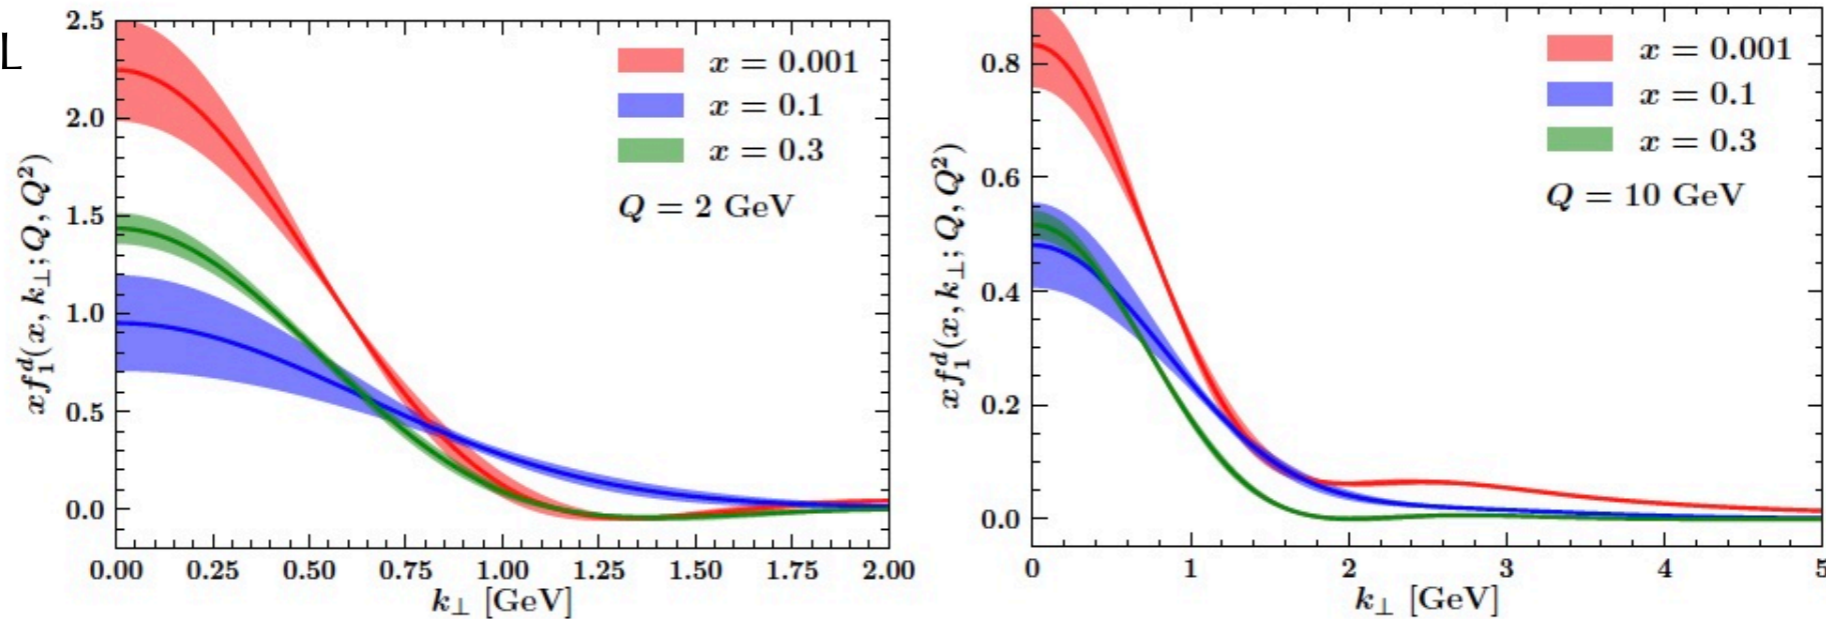 L
2.5
2.0
1.5
1.0
0.5
0.0
0.00 0.25 0.50 0.75 1.00 1.25 1.50 1.75 2.00
k⊥ [GeV]
xf₁ᵈ(x, k⊥; Q, Q²)
x = 0.001
x = 0.1
x = 0.3
Q = 2 GeV
0.8
0.6
0.4
0.2
0.0
0 1 2 3 4 5
k⊥ [GeV]
xf₁ᵈ(x, k⊥; Q, Q²)
x = 0.001
x = 0.1
x = 0.3
Q = 10 GeV